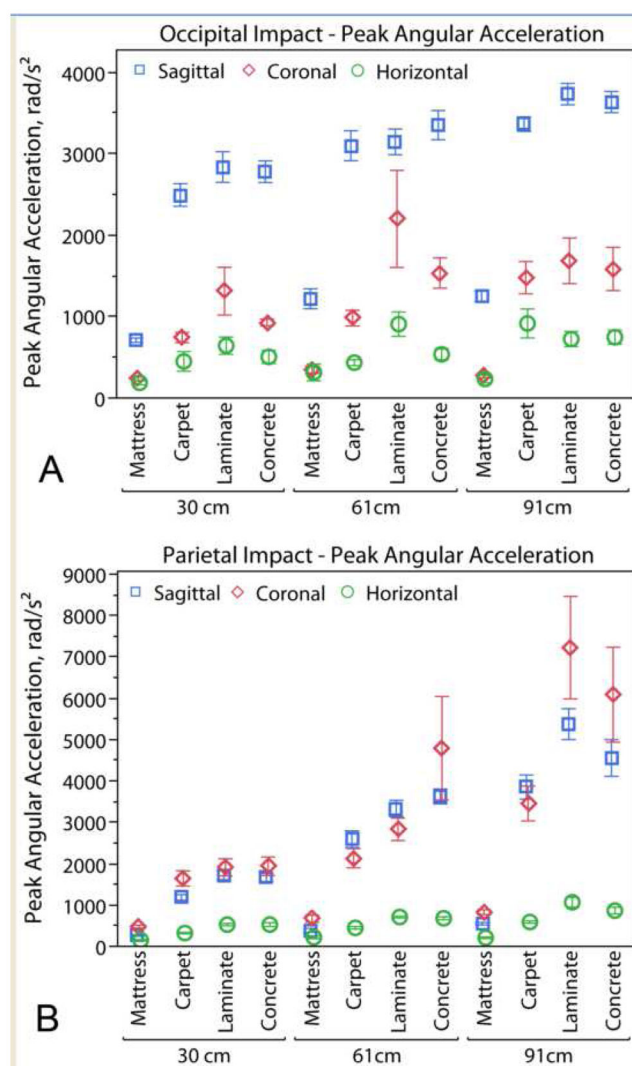 Occipital Impact - Peak Angular Acceleration
Sagittal Coronal Horizontal
Peak Angular Acceleration, rad/s²
4000
3000
2000
1000
0
Mattress Carpet Laminate Concrete Mattress Carpet Laminate Concrete Mattress Carpet Laminate Concrete
30 cm 61cm 91cm
A
Parietal Impact - Peak Angular Acceleration
Sagittal Coronal Horizontal
Peak Angular Acceleration, rad/s²
9000
8000
7000
6000
5000
4000
3000
2000
1000
0
Mattress Carpet Laminate Concrete Mattress Carpet Laminate Concrete Mattress Carpet Laminate Concrete
30 cm 61cm 91cm
B